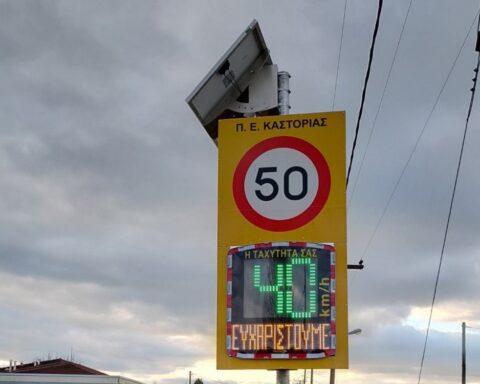 Π. Ε. ΚΑΣΤΟΡΙΑΣ
50
Η ΤΑΧΥΤΗΤΑ ΣΑΣ
40
km/h
ΕΥΧΑΡΙΣΤΟΥΜΕ